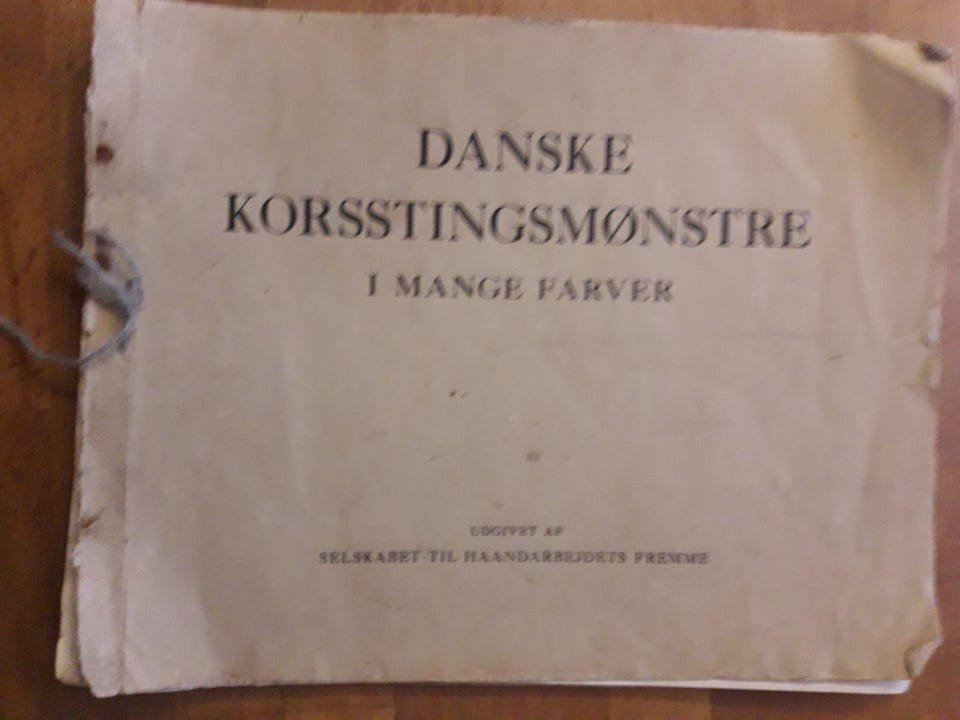 DANSKE
KORSSTINGSMØNSTRE
I MANGE FARVER
UDGIVET AF
SELSKABET TIL HAANDARBEJDETS FREMME